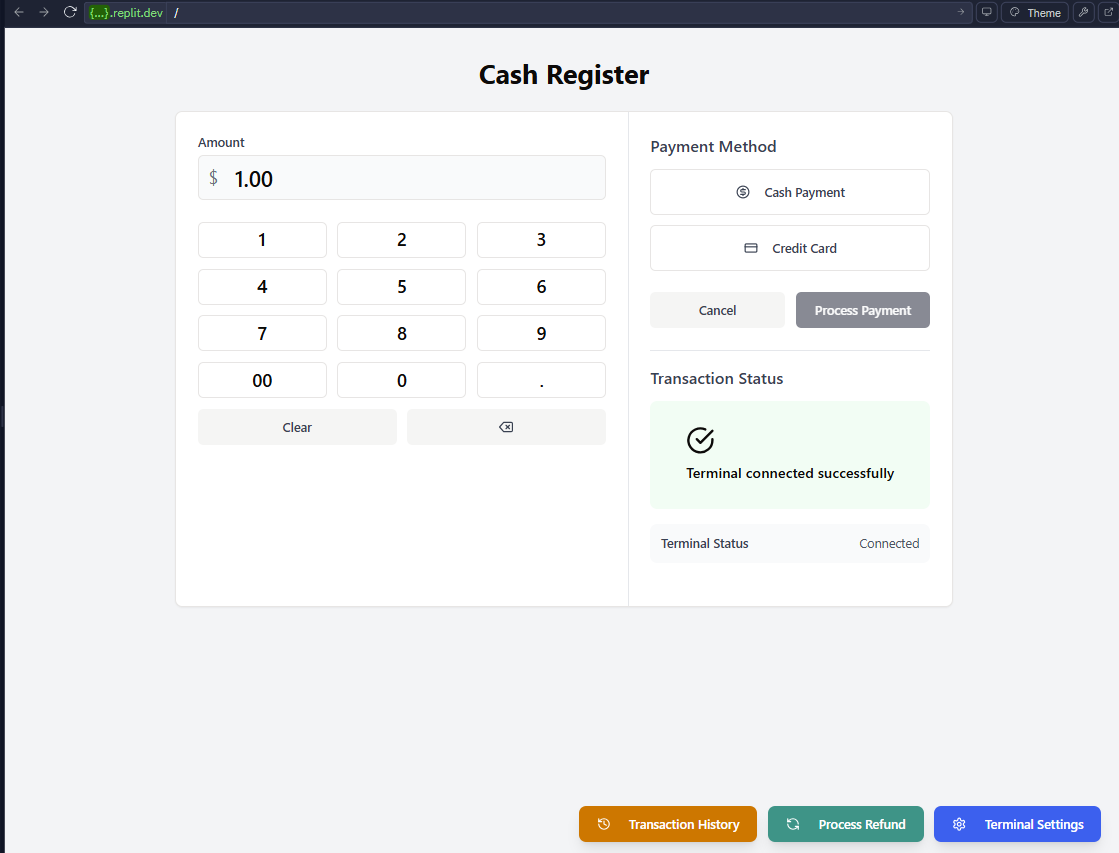 {...}.replit.dev /
Theme
Cash Register
Amount
$ 1.00
1 2 3
4 5 6
7 8 9
00 0 .
Clear
Payment Method
Cash Payment
Credit Card
Cancel Process Payment
Transaction Status
Terminal connected successfully
Terminal Status Connected
Transaction History Process Refund Terminal Settings